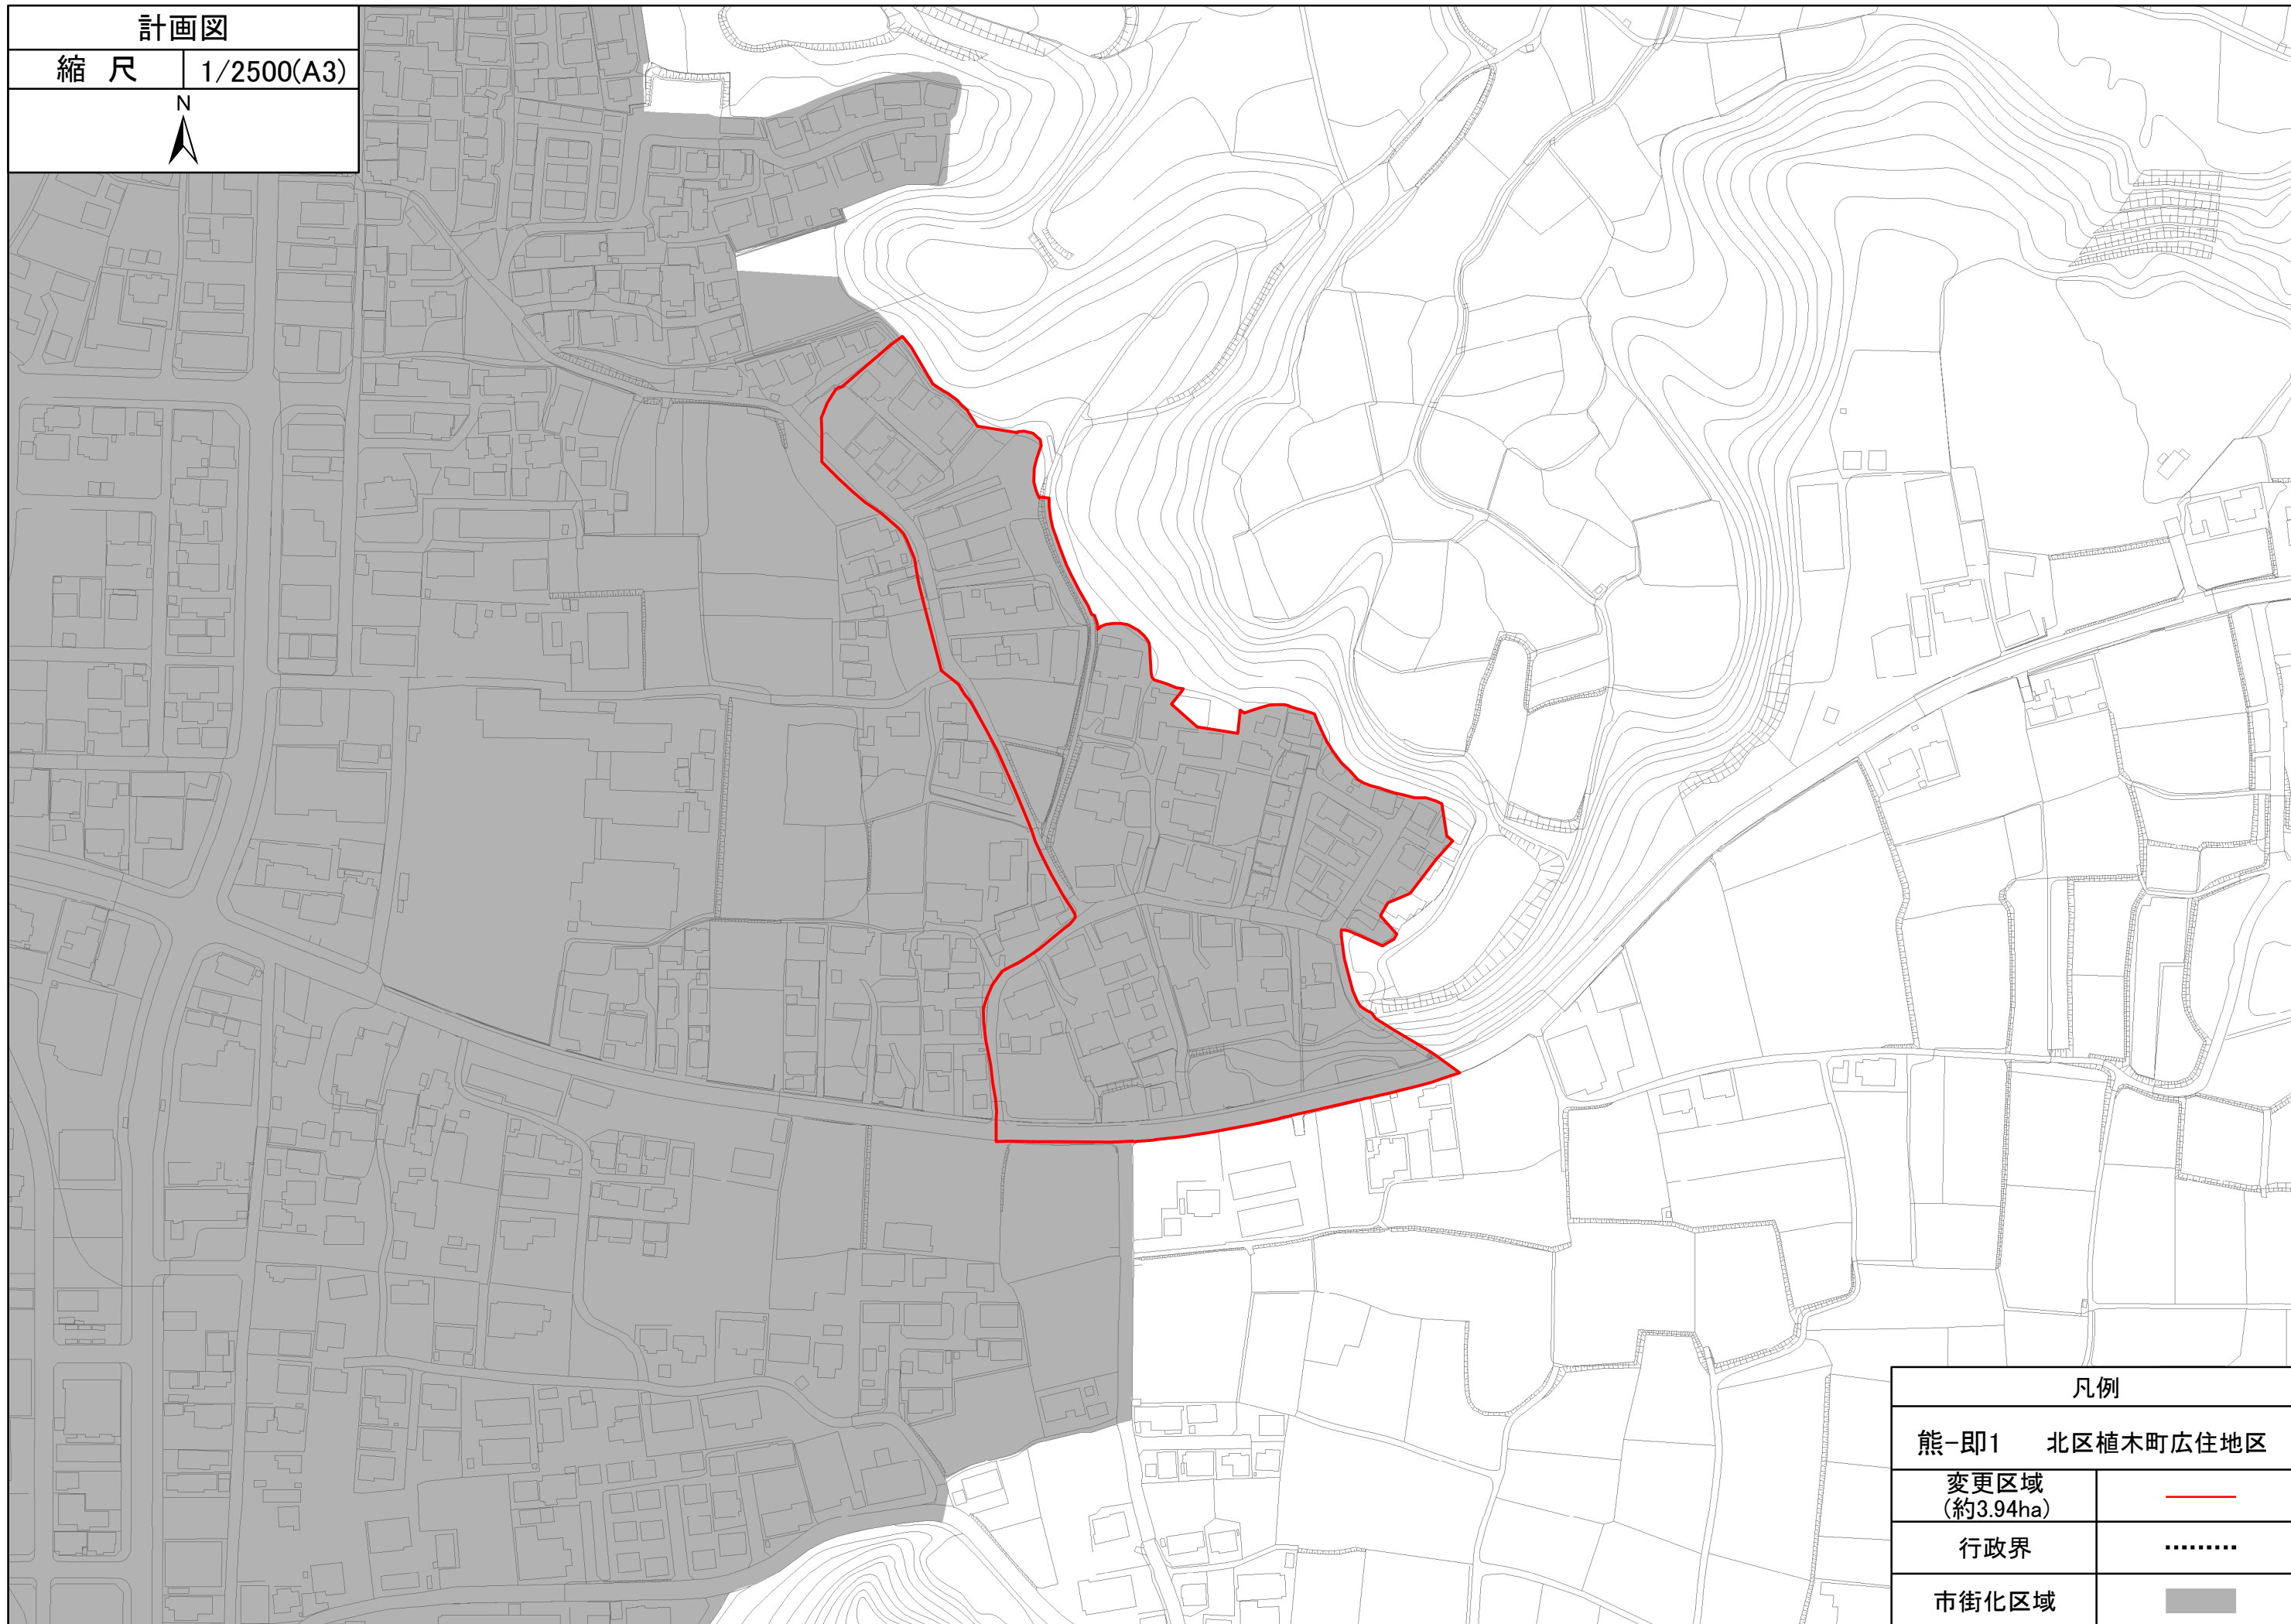 計画図
縮 尺 1/2500(A3)
N
凡例
熊-即1 北区植木町広住地区
変更区域
(約3.94ha)
行政界
市街化区域